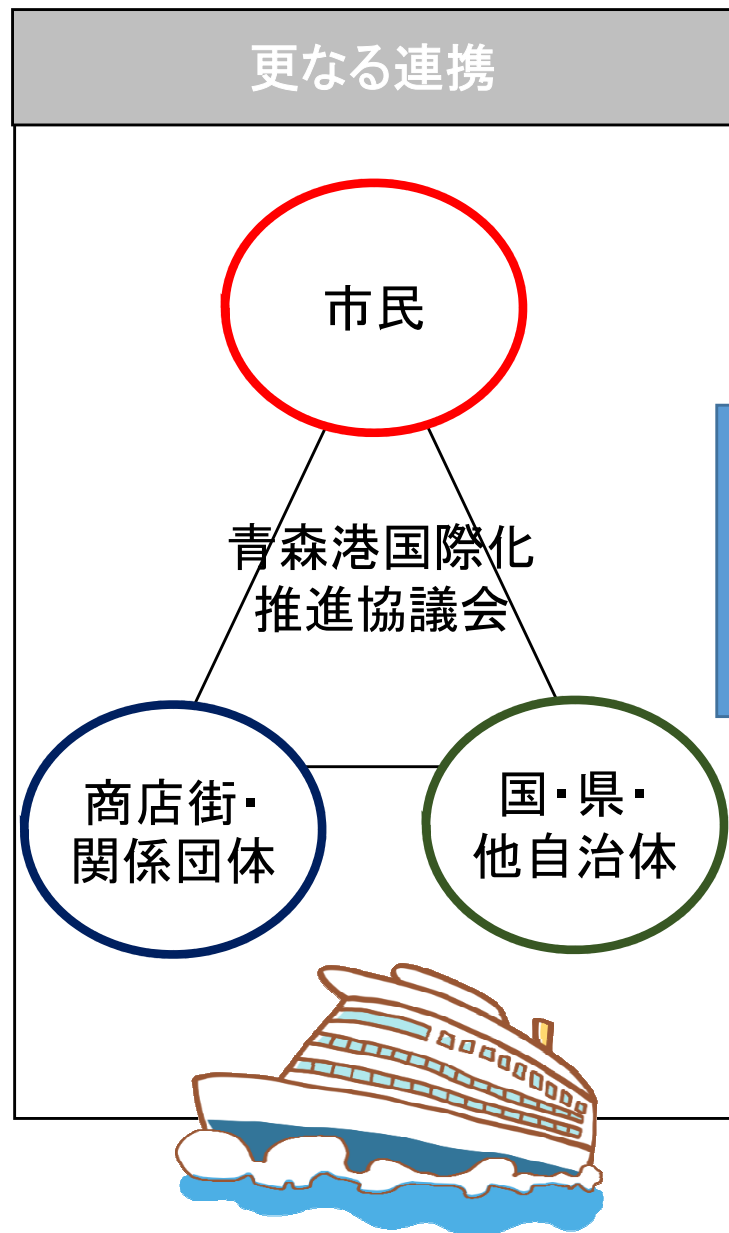 更なる連携
市民
青森港国際化
推進協議会
商店街・
関係団体
国・県・
他自治体